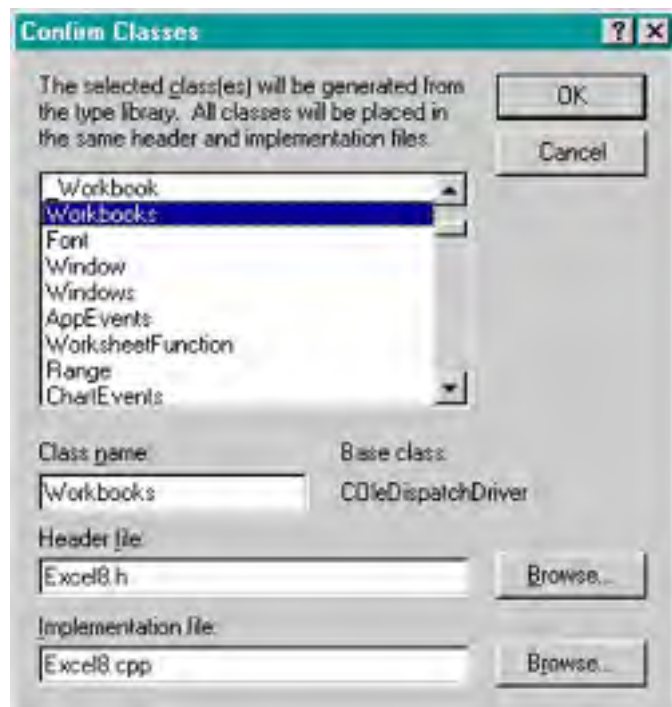 Confirm Classes
The selected class(es) will be generated from
the type library. All classes will be placed in
the same header and implementation files.
OK
Cancel
_Workbook
Workbooks
Font
Window
Windows
AppEvents
WorksheetFunction
Range
ChartEvents
Class name:
Base class:
Workbooks
COleDispatchDriver
Header file:
Excel8.h
Browse...
Implementation file:
Excel8.cpp
Browse...